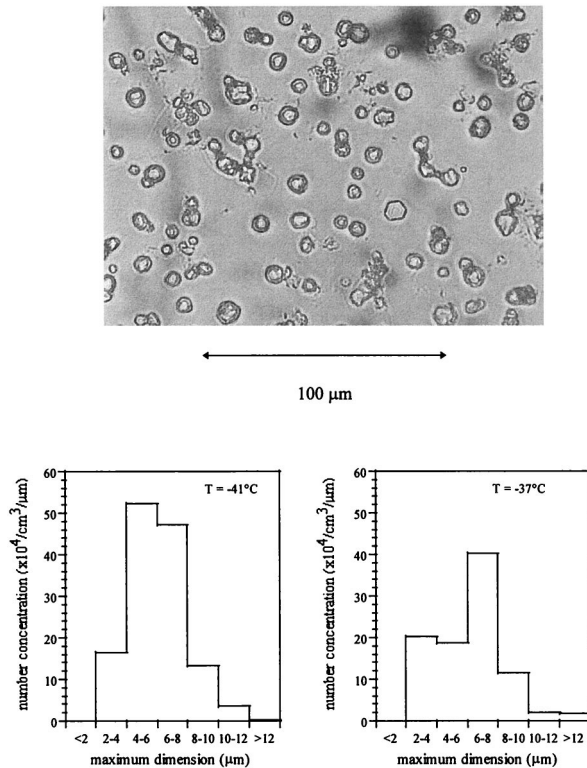 100 μm
number concentration (x10⁴/cm³/μm)
60
50
40
30
20
10
0
T = -41°C
<2 2-4 4-6 6-8 8-10 10-12 >12
maximum dimension (μm)
number concentration (x10⁴/cm³/μm)
60
50
40
30
20
10
0
T = -37°C
<2 2-4 4-6 6-8 8-10 10-12 >12
maximum dimension (μm)